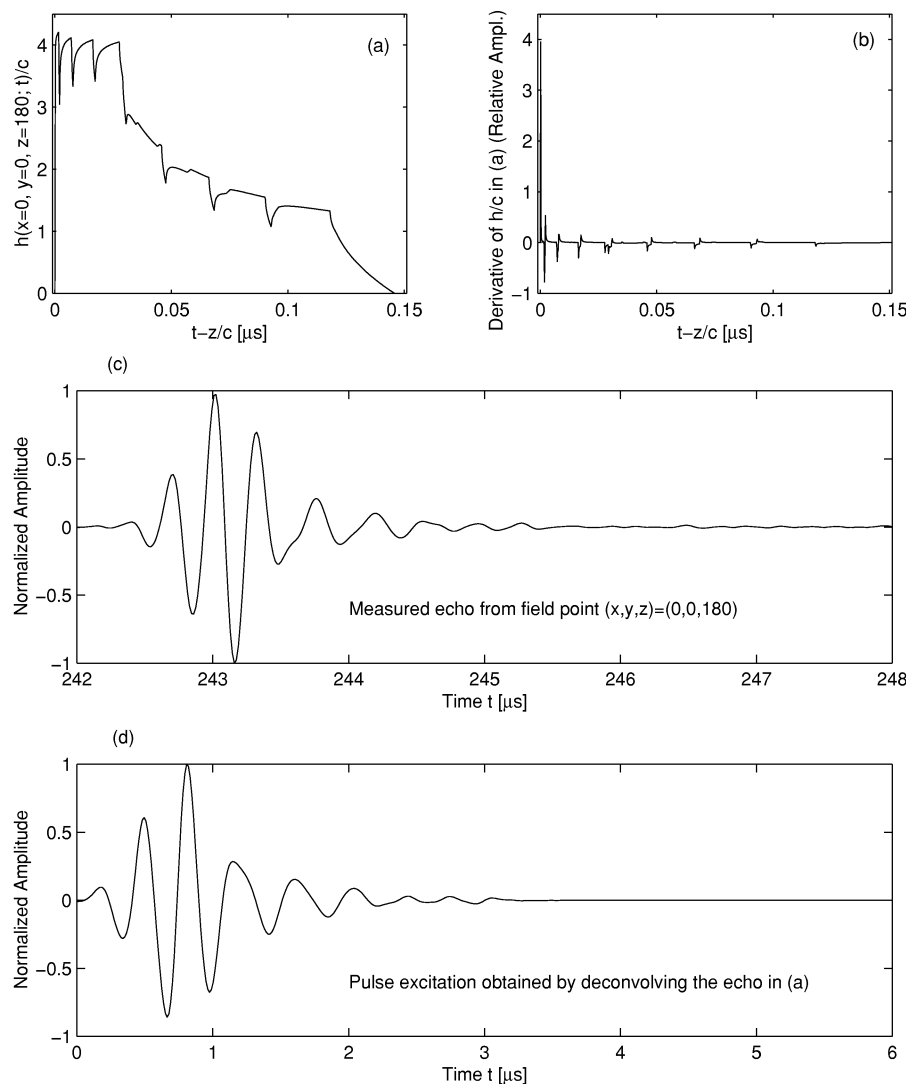 (a)
h(x=0, y=0, z=180; t)/c
4
3
2
1
0
0 0.05 0.1 0.15
t−z/c [μs]
(b)
Derivative of h/c in (a) (Relative Ampl.)
4
3
2
1
0
−1
0 0.05 0.1 0.15
t−z/c [μs]
(c)
Normalized Amplitude
1
0.5
0
−0.5
−1
Measured echo from field point (x,y,z)=(0,0,180)
242 243 244 245 246 247 248
Time t [μs]
(d)
Normalized Amplitude
1
0.5
0
−0.5
−1
Pulse excitation obtained by deconvolving the echo in (a)
0 1 2 3 4 5 6
Time t [μs]